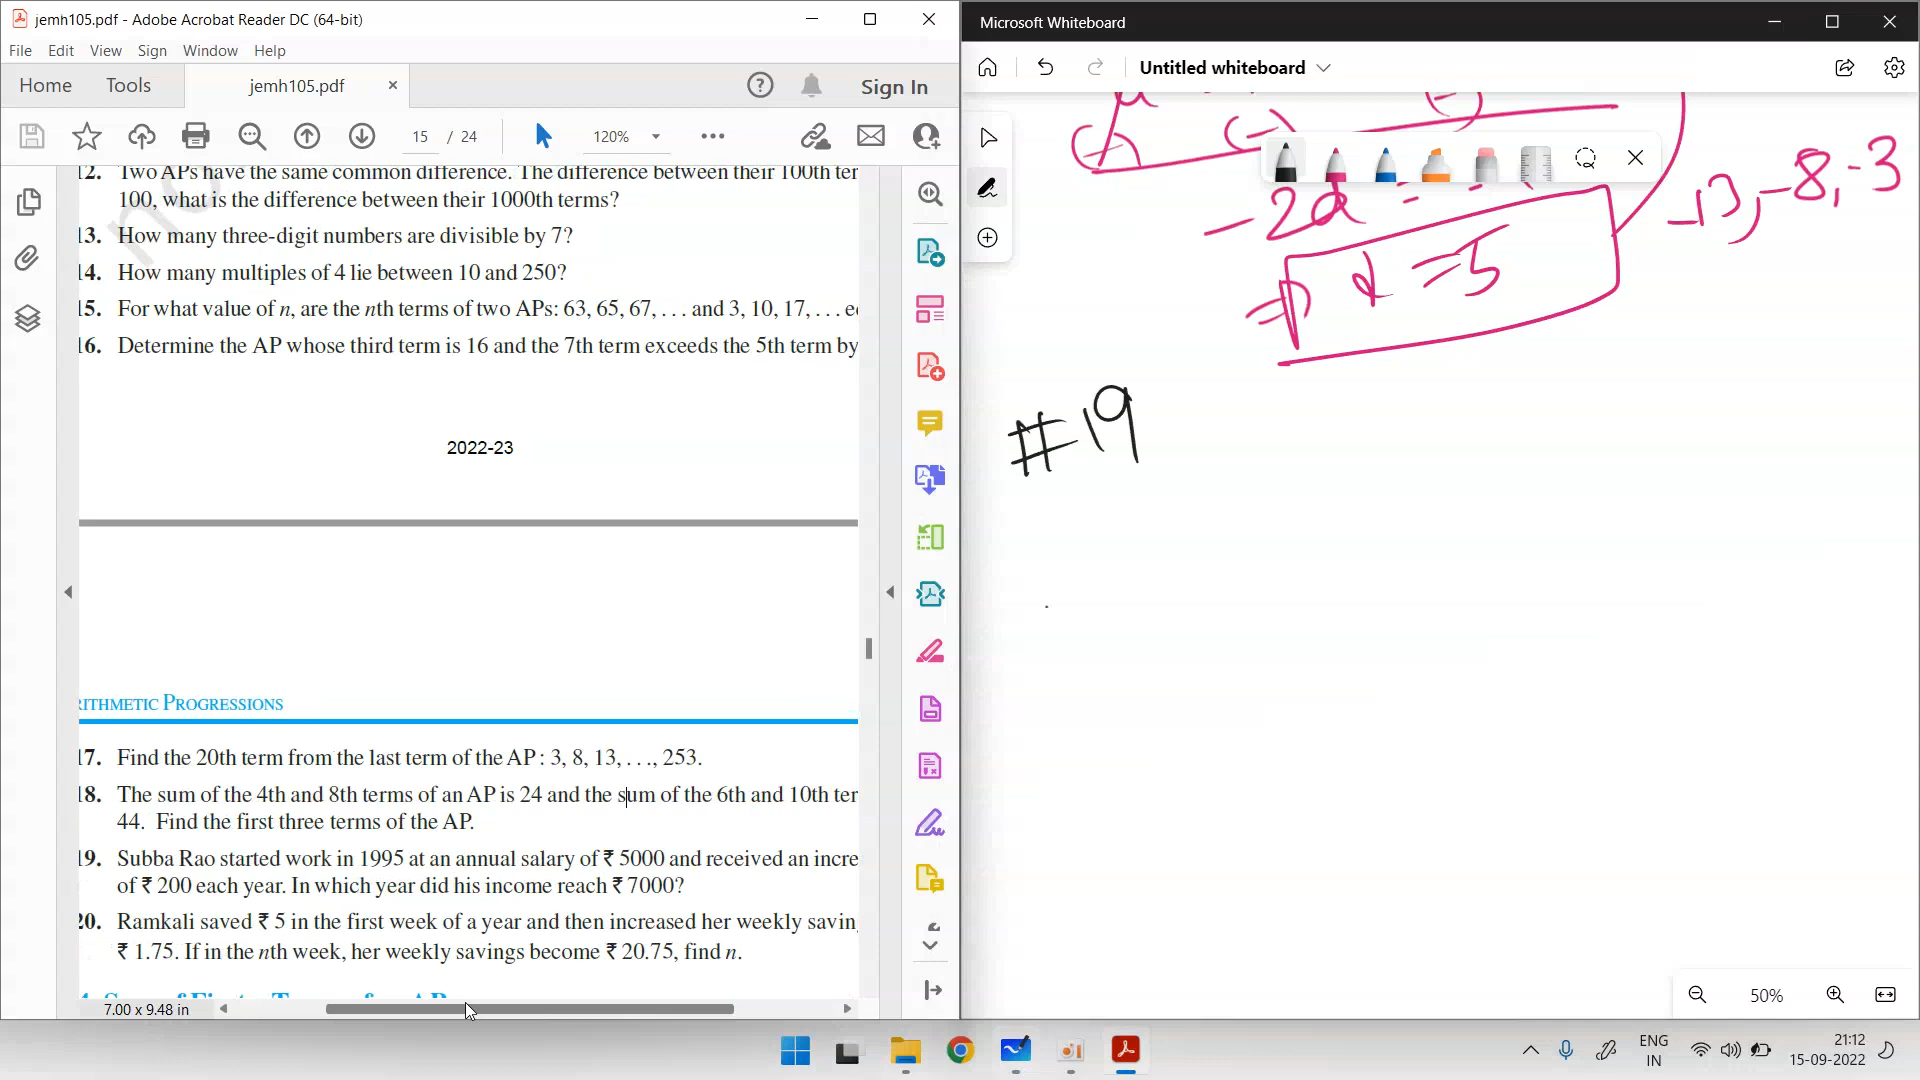 jemh105.pdf - Adobe Acrobat Reader DC (64-bit)
File Edit View Sign Window Help
Home Tools jemh105.pdf Sign In
15 / 24 120%
12. Two APs have the same common difference. The difference between their 100th ter
100, what is the difference between their 1000th terms?
13. How many three-digit numbers are divisible by 7?
14. How many multiples of 4 lie between 10 and 250?
15. For what value of n, are the nth terms of two APs: 63, 65, 67, . . . and 3, 10, 17, . . . e
16. Determine the AP whose third term is 16 and the 7th term exceeds the 5th term by
2022-23
RITHMETIC PROGRESSIONS
17. Find the 20th term from the last term of the AP : 3, 8, 13, . . ., 253.
18. The sum of the 4th and 8th terms of an AP is 24 and the sum of the 6th and 10th ter
44. Find the first three terms of the AP.
19. Subba Rao started work in 1995 at an annual salary of ₹ 5000 and received an incre
of ₹ 200 each year. In which year did his income reach ₹ 7000?
20. Ramkali saved ₹ 5 in the first week of a year and then increased her weekly savin
₹ 1.75. If in the nth week, her weekly savings become ₹ 20.75, find n.
7.00 x 9.48 in
Microsoft Whiteboard
Untitled whiteboard
(-) (-) (-)
-2d =
-13, -8, -3
=> d = 5
#19
50%
ENG
IN
21:12
15-09-2022